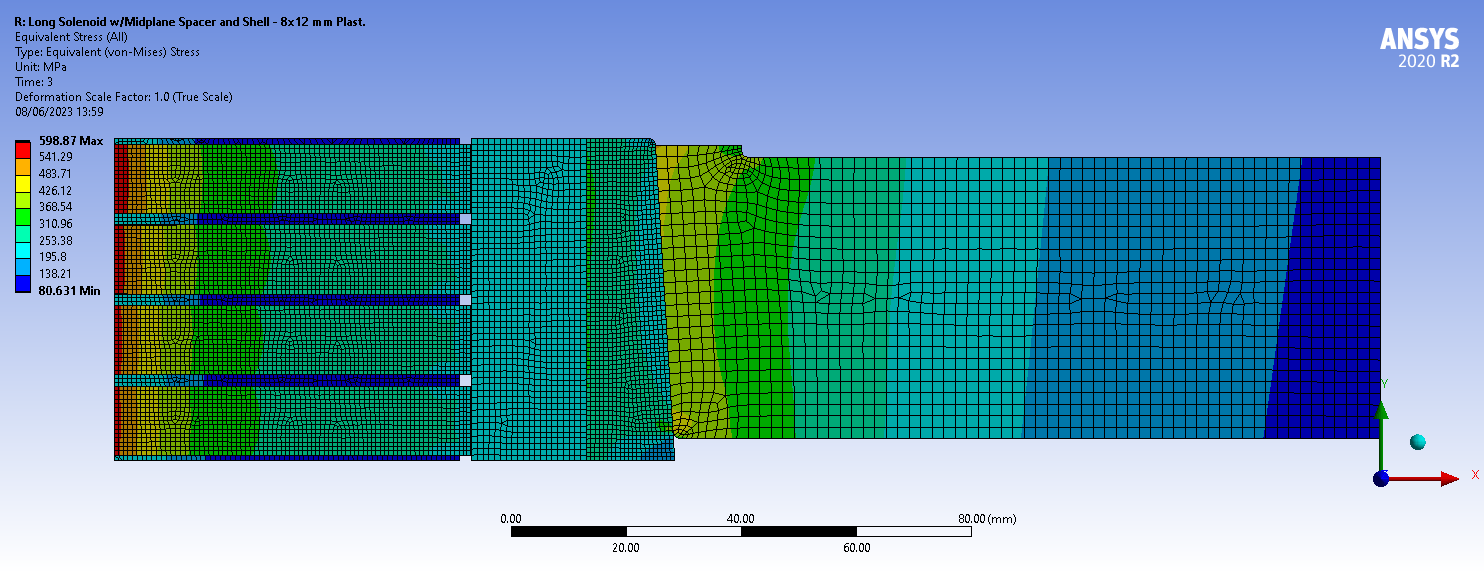 R: Long Solenoid w/Midplane Spacer and Shell - 8x12 mm Plast.
Equivalent Stress (All)
Type: Equivalent (von-Mises) Stress
Unit: MPa
Time: 3
Deformation Scale Factor: 1.0 (True Scale)
08/06/2023 13:59
ANSYS
2020 R2
598.87 Max
541.29
483.71
426.12
368.54
310.96
253.38
195.8
138.21
80.631 Min
Y
X
0.00 40.00 80.00 (mm)
20.00 60.00